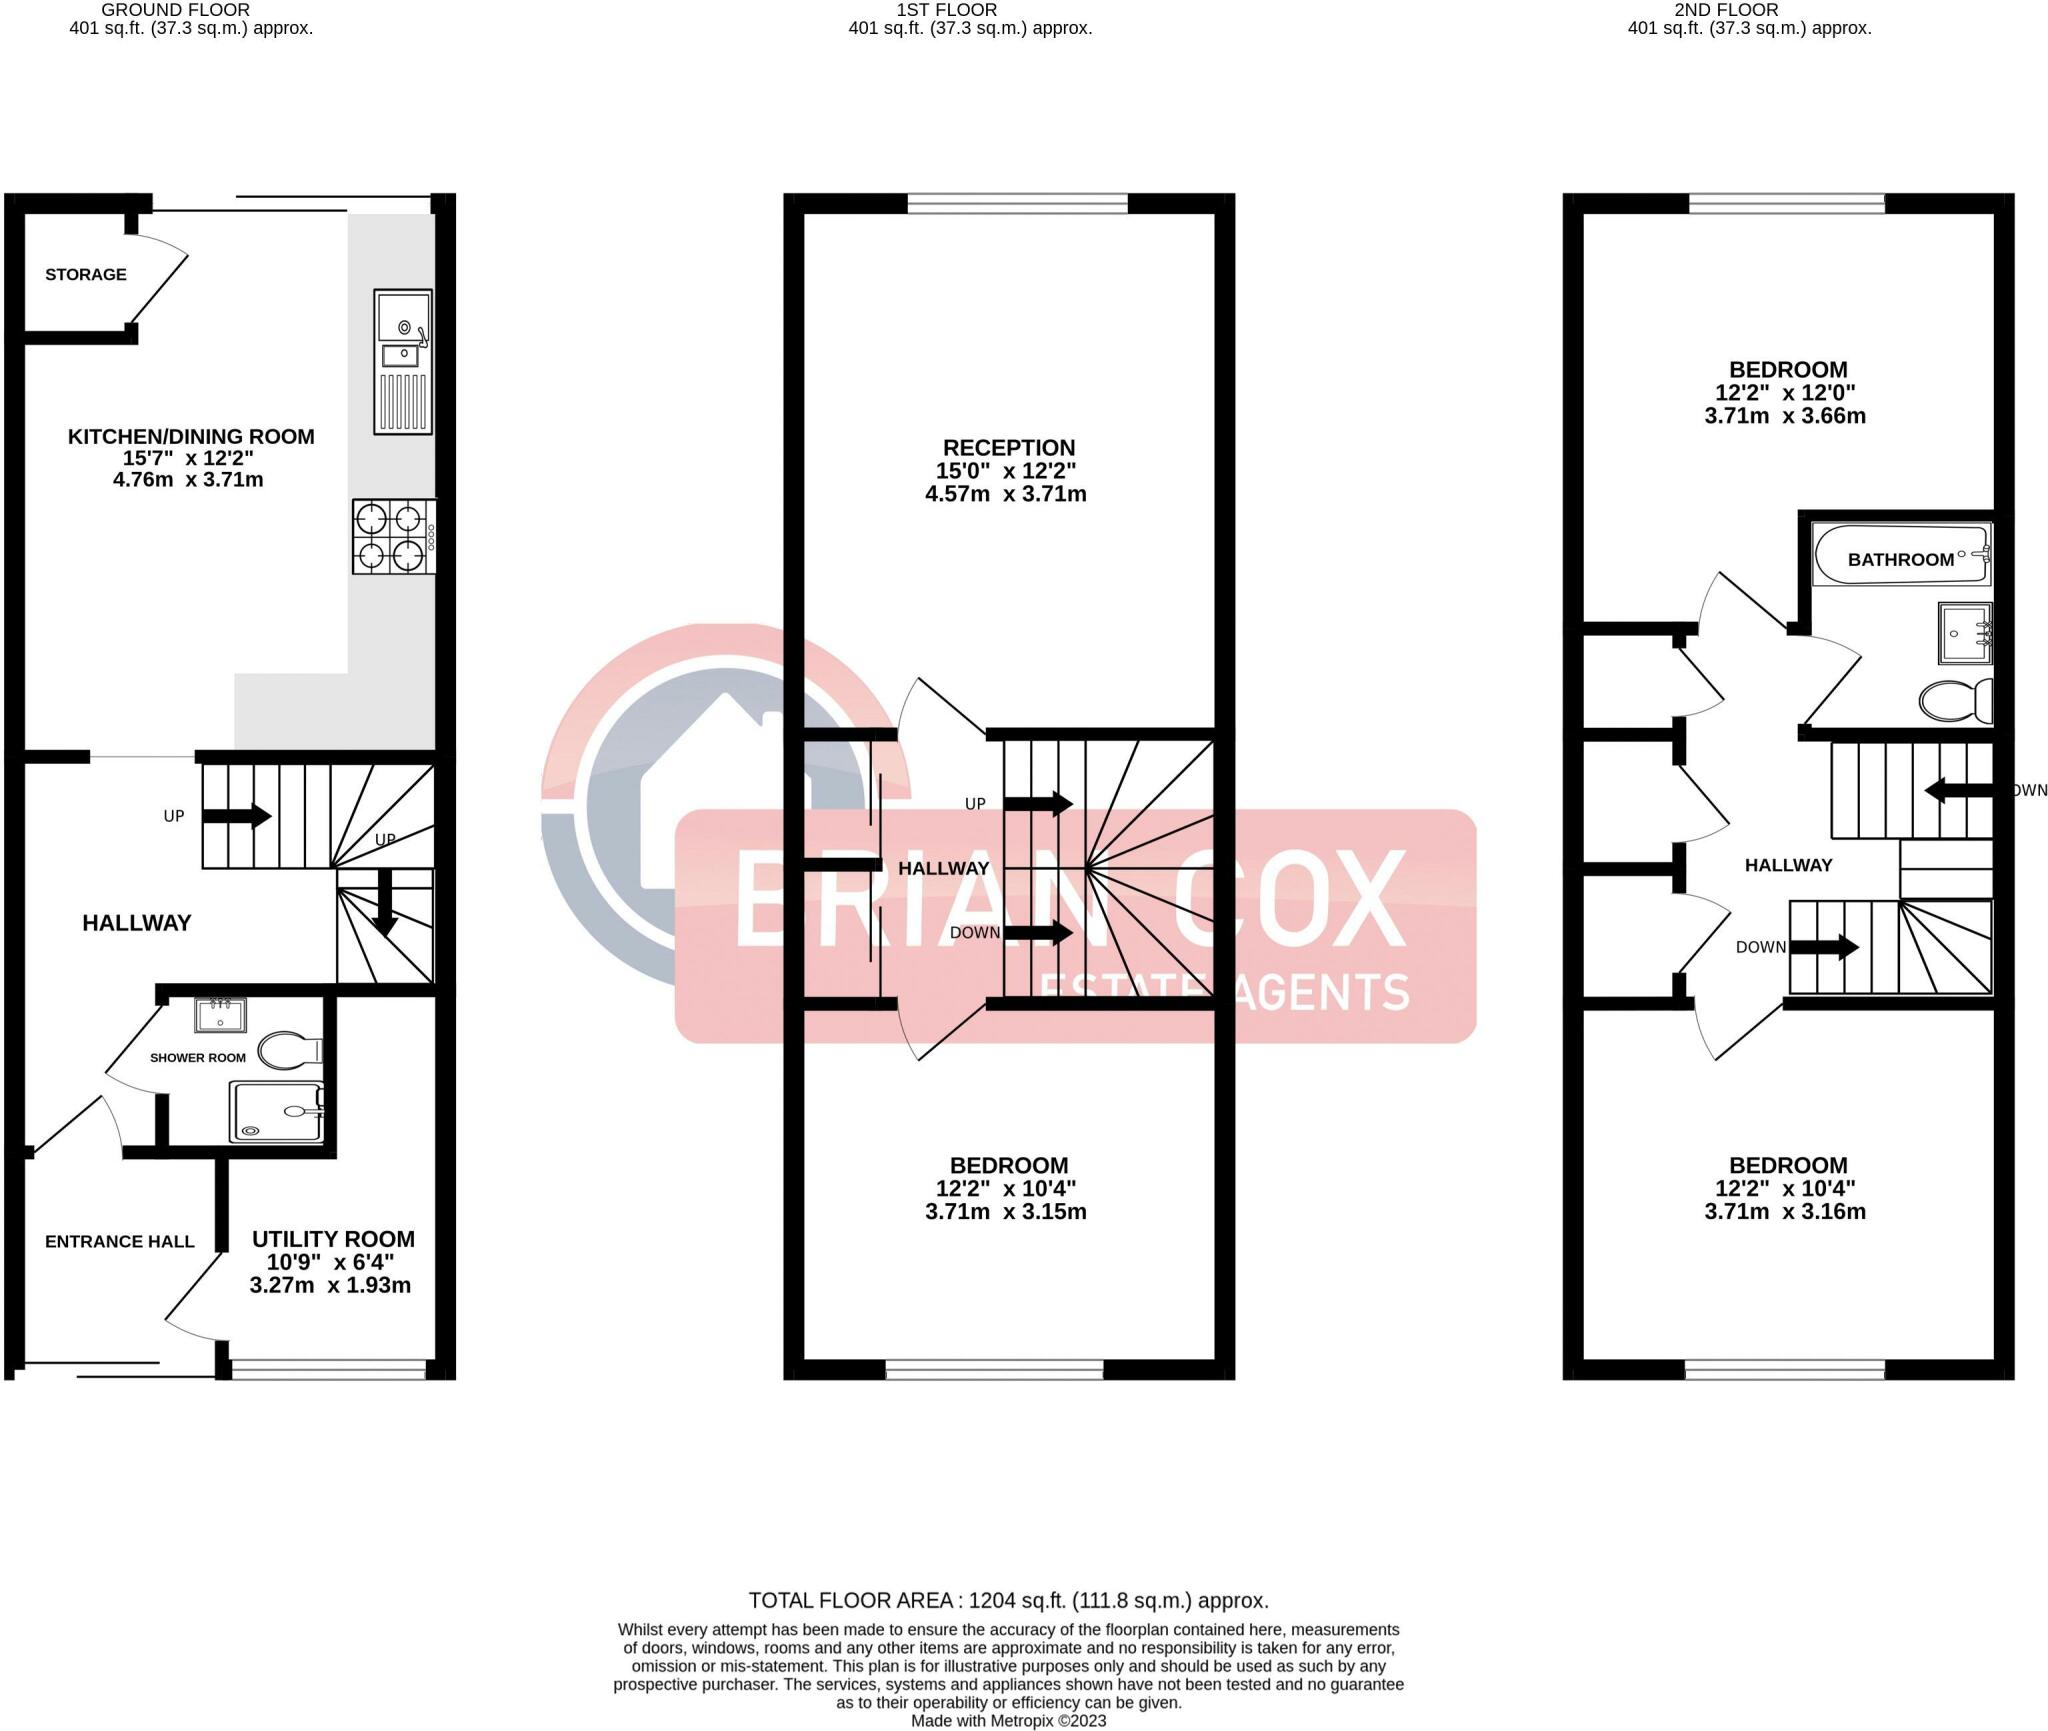 GROUND FLOOR
401 sq.ft. (37.3 sq.m.) approx.
1ST FLOOR
401 sq.ft. (37.3 sq.m.) approx.
2ND FLOOR
401 sq.ft. (37.3 sq.m.) approx.
STORAGE
KITCHEN/DINING ROOM
15'7" x 12'2"
4.76m x 3.71m
UP
UP
HALLWAY
SHOWER ROOM
ENTRANCE HALL
UTILITY ROOM
10'9" x 6'4"
3.27m x 1.93m
RECEPTION
15'0" x 12'2"
4.57m x 3.71m
UP
HALLWAY
DOWN
BRIAN COX
ESTATE AGENTS
BEDROOM
12'2" x 10'4"
3.71m x 3.15m
BEDROOM
12'2" x 12'0"
3.71m x 3.66m
BATHROOM
OWN
HALLWAY
DOWN
BEDROOM
12'2" x 10'4"
3.71m x 3.16m
TOTAL FLOOR AREA : 1204 sq.ft. (111.8 sq.m.) approx.
Whilst every attempt has been made to ensure the accuracy of the floorplan contained here, measurements
of doors, windows, rooms and any other items are approximate and no responsibility is taken for any error,
omission or mis-statement. This plan is for illustrative purposes only and should be used as such by any
prospective purchaser. The services, systems and appliances shown have not been tested and no guarantee
as to their operability or efficiency can be given.
Made with Metropix ©2023